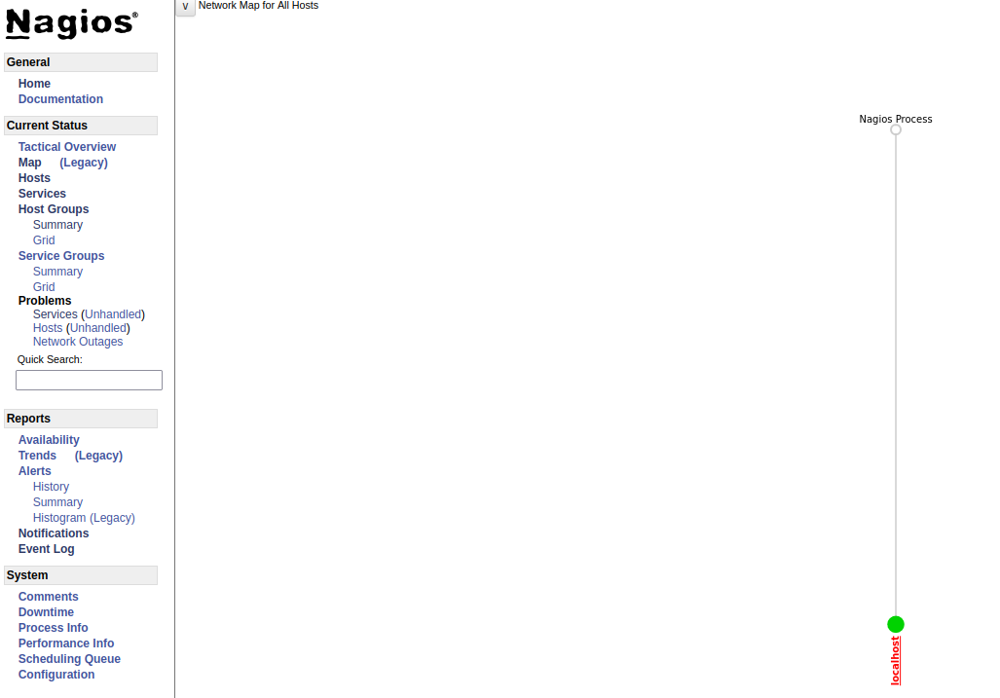 Nagios®
General
Home
Documentation
Current Status
Tactical Overview
Map (Legacy)
Hosts
Services
Host Groups
Summary
Grid
Service Groups
Summary
Grid
Problems
Services (Unhandled)
Hosts (Unhandled)
Network Outages
Quick Search:
Reports
Availability
Trends (Legacy)
Alerts
History
Summary
Histogram (Legacy)
Notifications
Event Log
System
Comments
Downtime
Process Info
Performance Info
Scheduling Queue
Configuration
v Network Map for All Hosts
Nagios Process
localhost